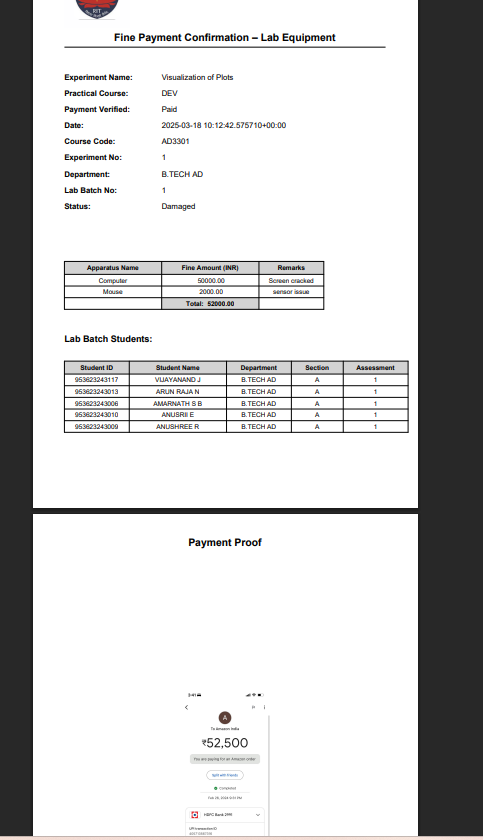 RIT
Fine Payment Confirmation – Lab Equipment
Experiment Name: Visualization of Plots
Practical Course: DEV
Payment Verified: Paid
Date: 2025-03-18 10:12:42.575710+00:00
Course Code: AD3301
Experiment No: 1
Department: B.TECH AD
Lab Batch No: 1
Status: Damaged
Apparatus Name Fine Amount (INR) Remarks
Computer 50000.00 Screen cracked
Mouse 2000.00 sensor issue
Total: 52000.00
Lab Batch Students:
Student ID Student Name Department Section Assessment
953623243117 VIJAYANAND J B.TECH AD A 1
953623243013 ARUN RAJA N B.TECH AD A 1
953623243006 AMARNATH S B B.TECH AD A 1
953623243010 ANUSRII E B.TECH AD A 1
953623243009 ANUSHREE R B.TECH AD A 1
Payment Proof
3:41
A
To Amazon India
₹52,500
You are paying for an Amazon order
Split with friends
Completed
HDFC Bank
UPI transaction ID